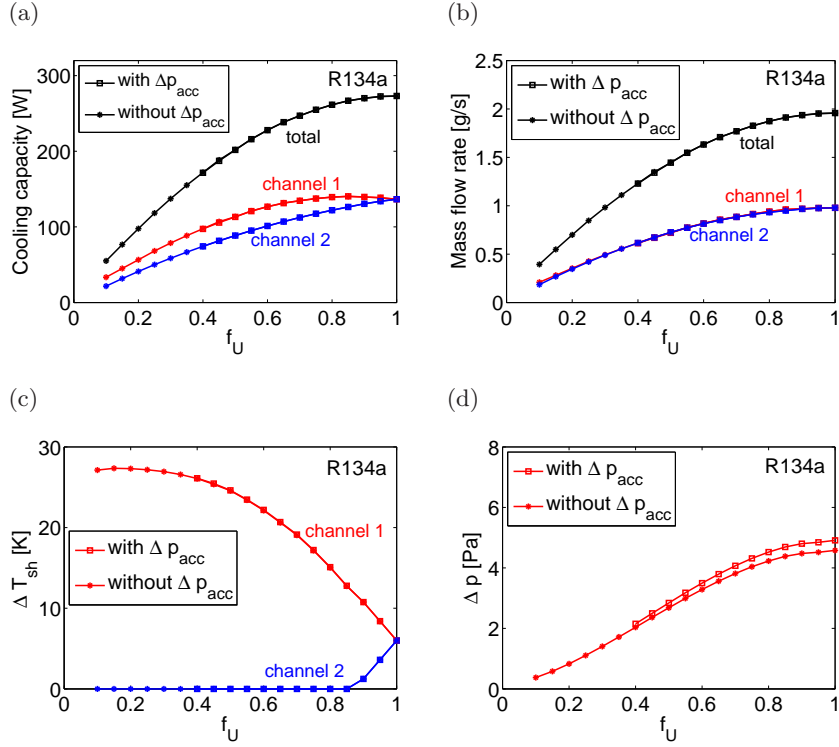 (a)
Cooling capacity [W]
300
200
100
0
with Δp_acc
without Δp_acc
R134a
total
channel 1
channel 2
0 0.2 0.4 0.6 0.8 1
f_U
(b)
Mass flow rate [g/s]
2.5
2
1.5
1
0.5
0
with Δ p_acc
without Δ p_acc
R134a
total
channel 1
channel 2
0 0.2 0.4 0.6 0.8 1
f_U
(c)
Δ T_sh [K]
30
20
10
0
R134a
channel 1
with Δ p_acc
without Δ p_acc
channel 2
0 0.2 0.4 0.6 0.8 1
f_U
(d)
Δ p [Pa]
8
6
4
2
0
with Δ p_acc
without Δ p_acc
R134a
0 0.2 0.4 0.6 0.8 1
f_U